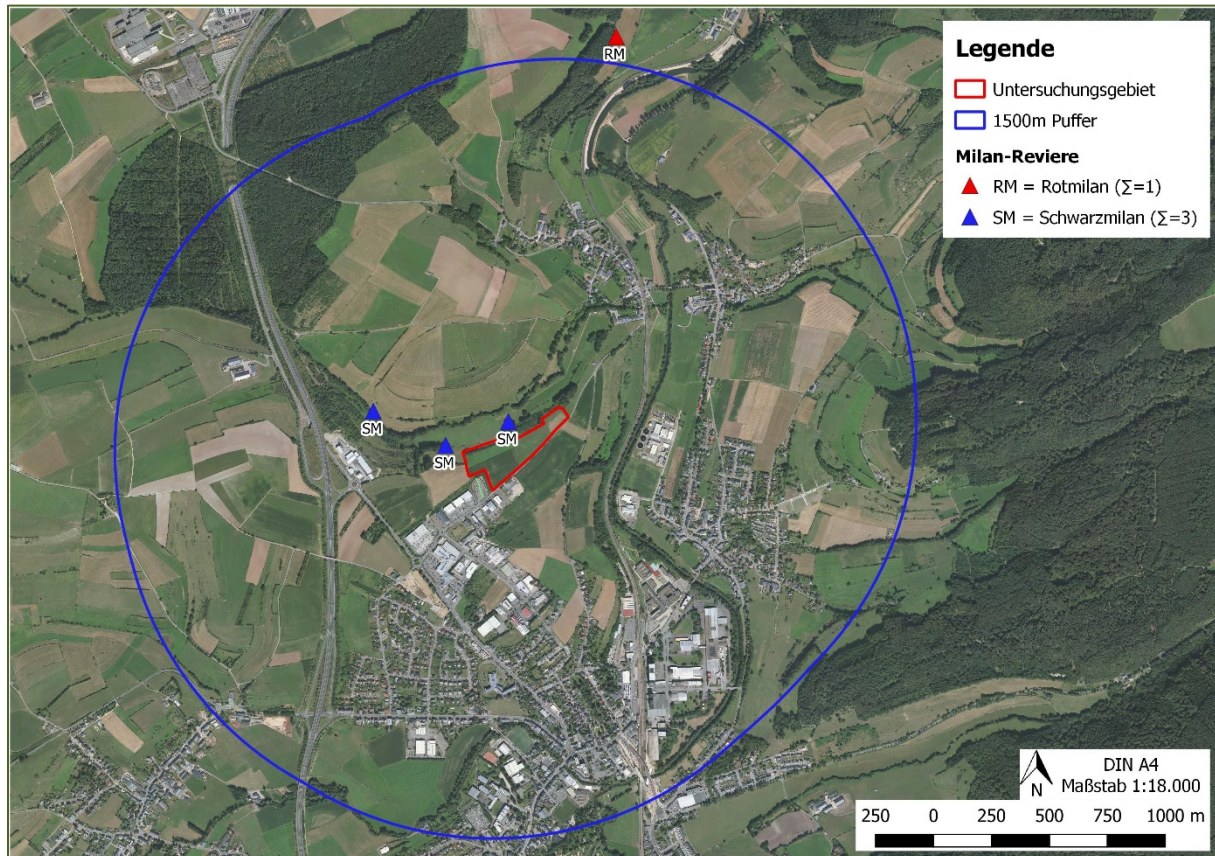 RM
Legende
Untersuchungsgebiet
1500m Puffer
Milan-Reviere
RM = Rotmilan (Σ=1)
SM = Schwarzmilan (Σ=3)
SM
SM
SM
N
DIN A4
Maßstab 1:18.000
250 0 250 500 750 1000 m